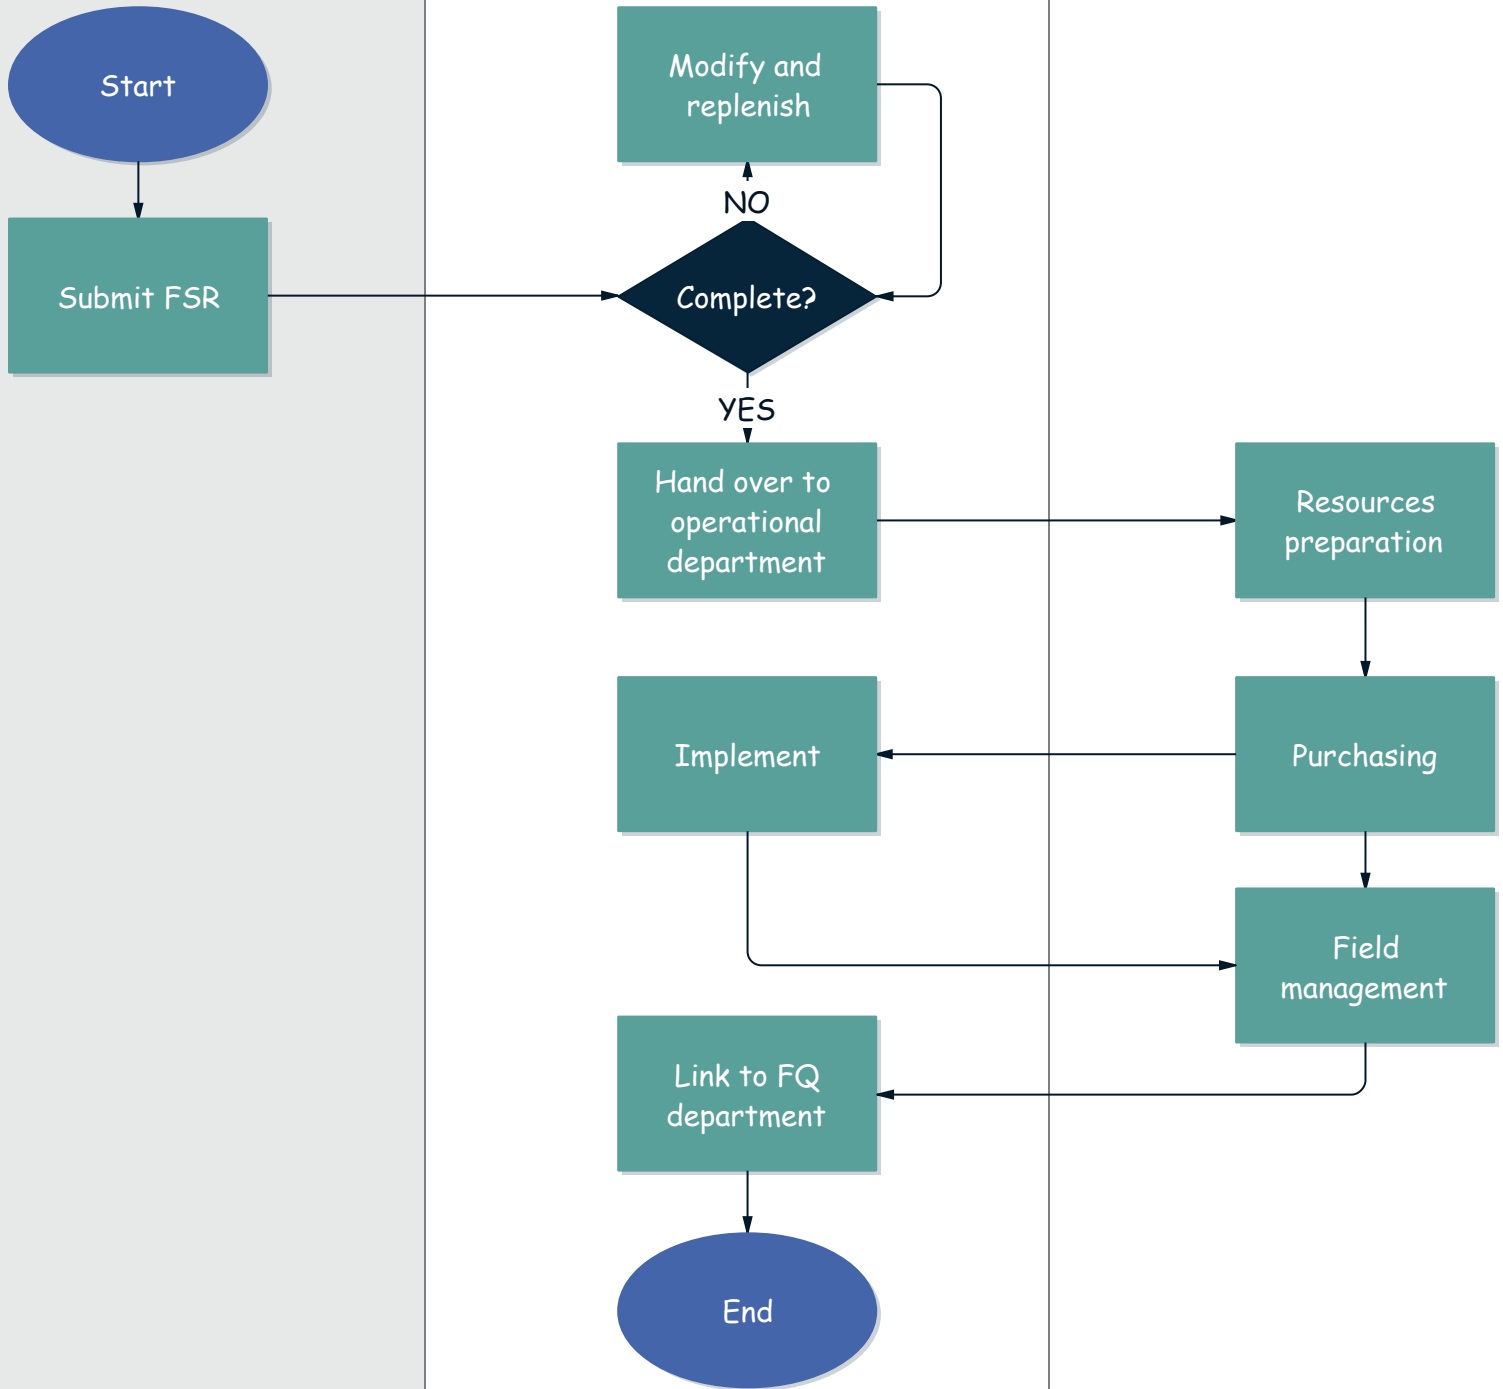 Start
Submit FSR
Modify and
replenish
NO
Complete?
YES
Hand over to
operational
department
Resources
preparation
Implement
Purchasing
Field
management
Link to FQ
department
End